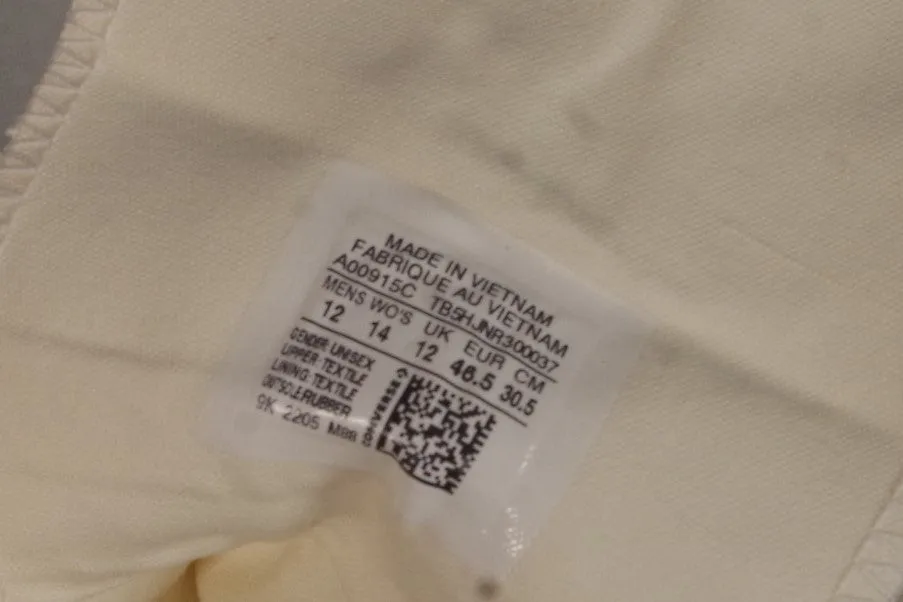 MADE IN VIETNAM
FABRIQUE AU VIETNAM
A00915C TB5HJNR300037
MENS WO'S UK EUR CM
12 14 12 46.5 30.5
GENDER: UNISEX
UPPER: TEXTILE
LINING: TEXTILE
OUTSOLE: RUBBER
9K 2205
CONVERSE